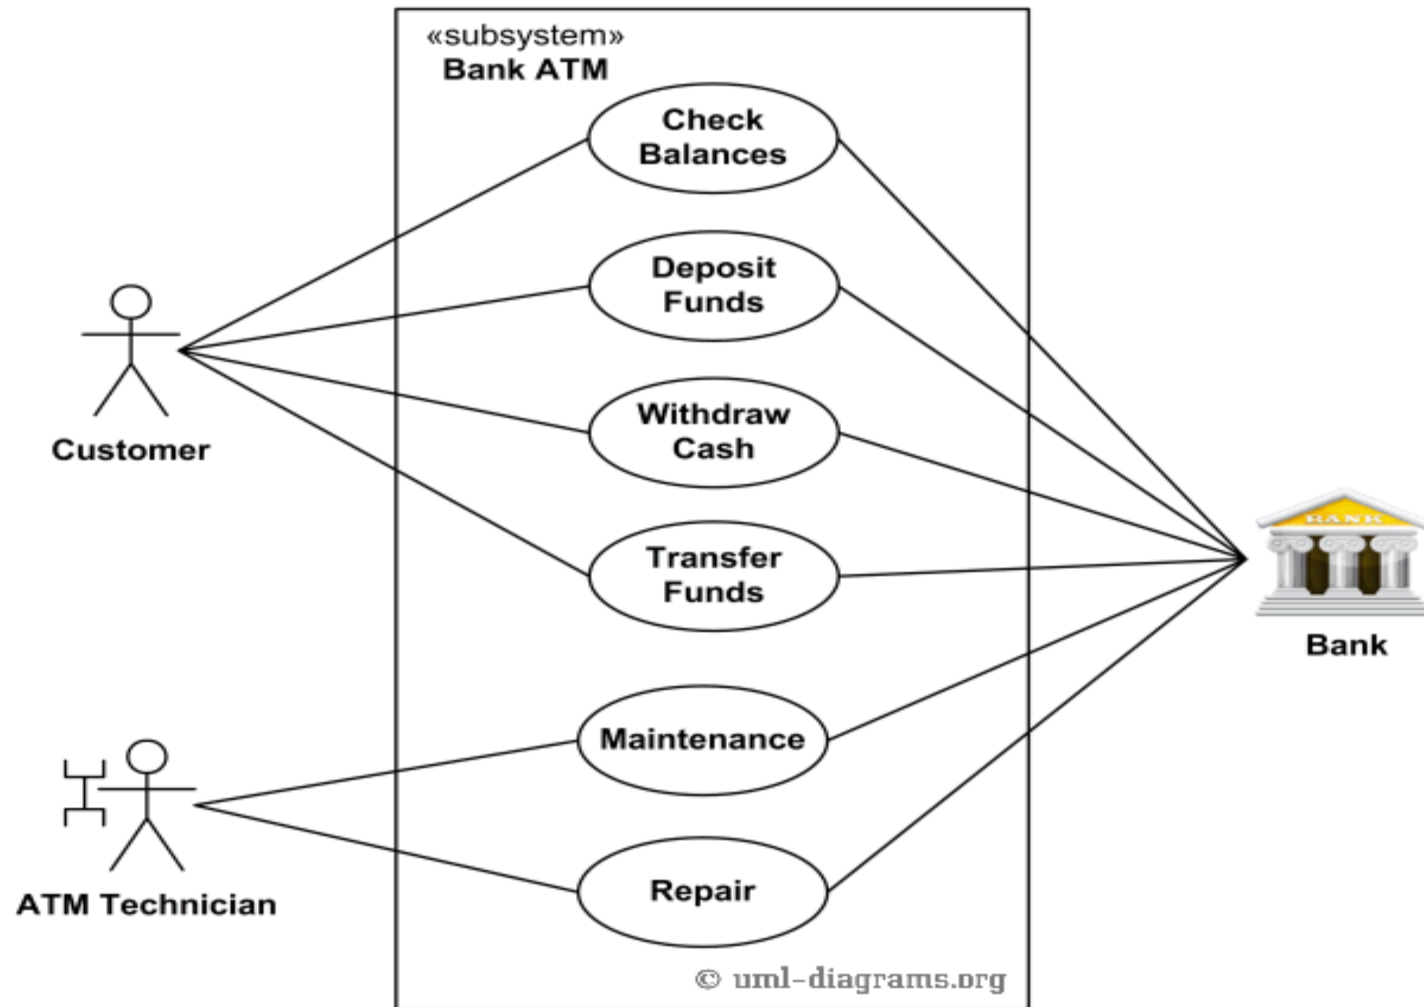 «subsystem»
Bank ATM
Check
Balances
Deposit
Funds
Customer
Withdraw
Cash
Transfer
Funds
BANK
Bank
Maintenance
ATM Technician
Repair
© uml-diagrams.org